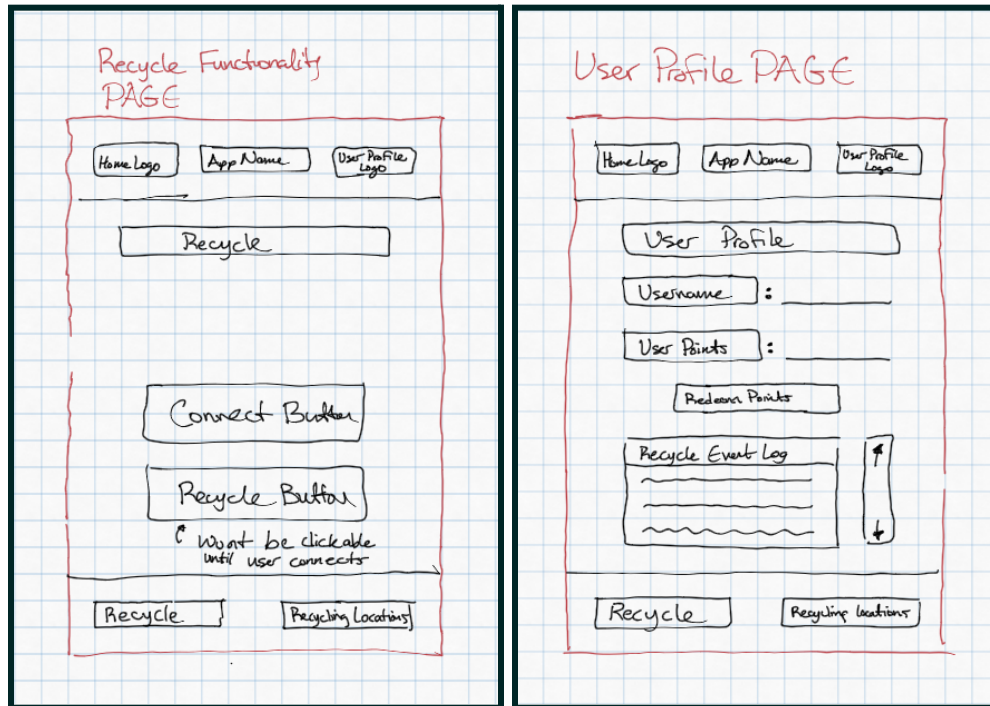 Recycle Functionality
PAGE
Home Logo
App Name
User Profile
Logo
Recycle
Connect Button
Recycle Button
Wont be clickable
until user connects
Recycle
Recycling Locations
User Profile PAGE
Home Logo
App Name
User Profile
Logo
User Profile
Username :
User Points :
Redeem Points
Recycle Event Log
Recycle
Recycling locations